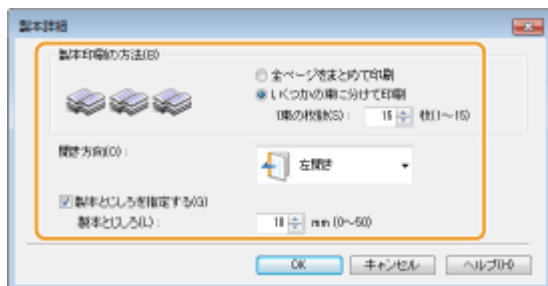 製本詳細
製本印刷の方法(B)
全ページをまとめて印刷
いくつかの束に分けて印刷
1束の枚数(S)： 15 枚(1～15)
開き方向(O)： 左開き
製本とじしろを指定する(G)
製本とじしろ(L)： 10 mm (0～50)
OK キャンセル ヘルプ(H)